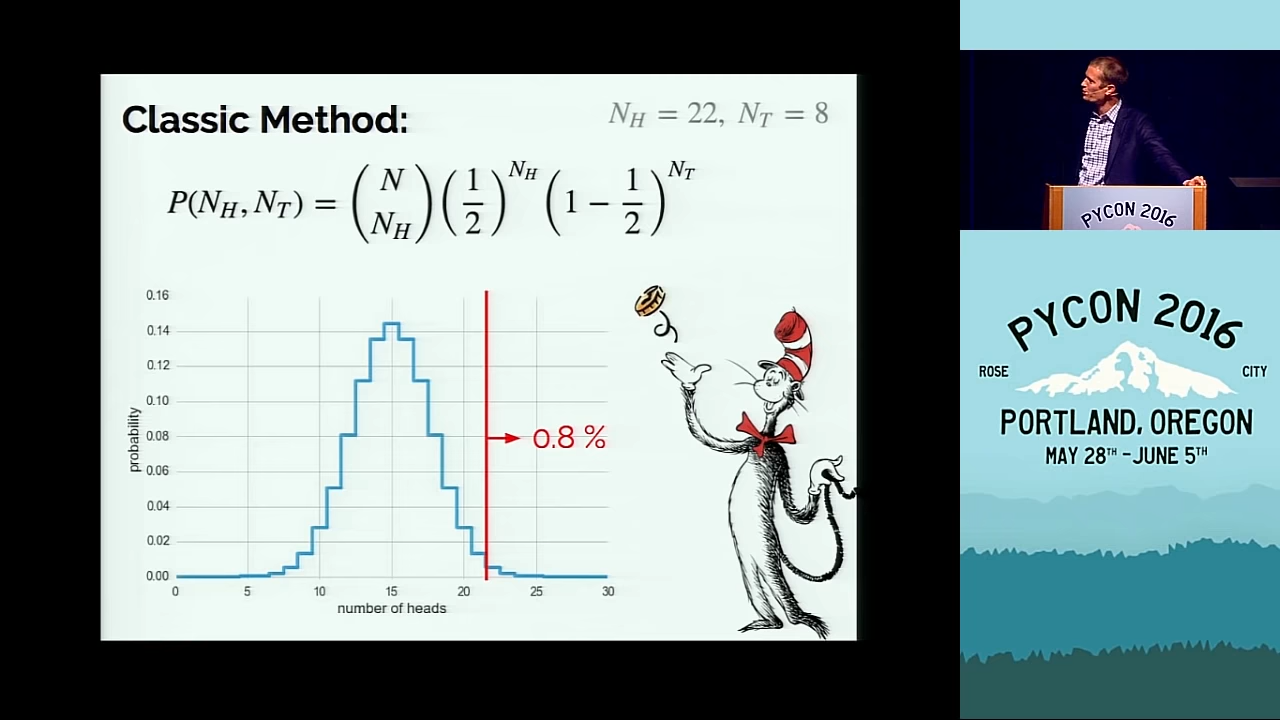 Classic Method:
N_H = 22, N_T = 8
P(N_H, N_T) = (N N_H) (1/2)^{N_H} (1 − 1/2)^{N_T}
0.16
0.14
0.12
0.10
0.08
0.06
0.04
0.02
0.00
probability
0.8 %
0 5 10 15 20 25 30
number of heads
PYCON 2016
PYCON 2016
ROSE CITY
PORTLAND, OREGON
MAY 28TH – JUNE 5TH